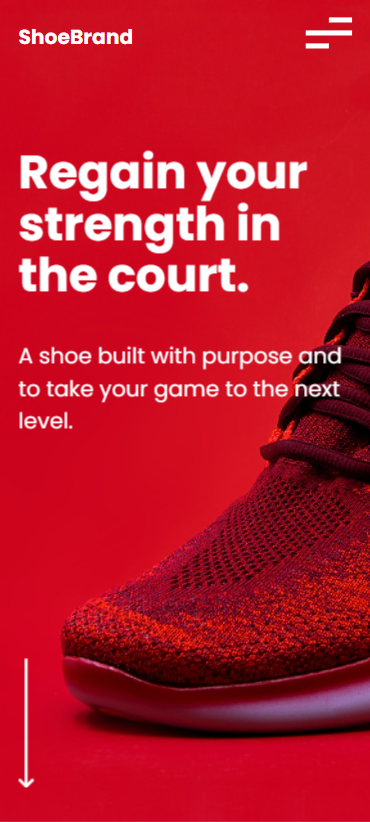 ShoeBrand
Regain your
strength in
the court.
A shoe built with purpose and
to take your game to the next
level.